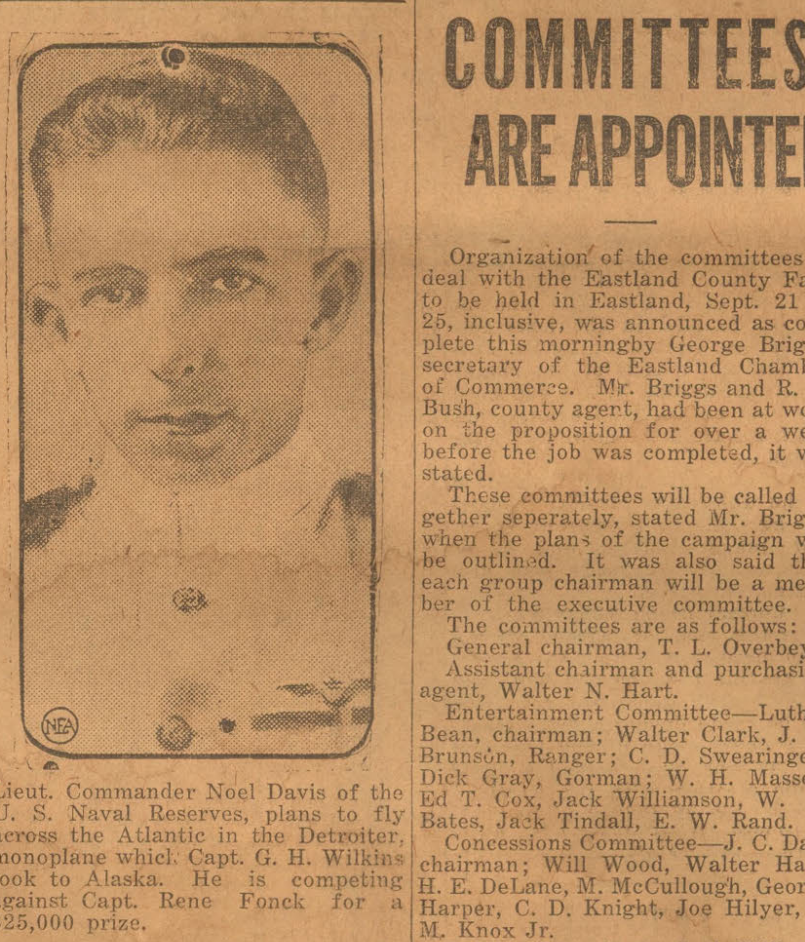 NEA
Lieut. Commander Noel Davis of the
U. S. Naval Reserves, plans to fly
across the Atlantic in the Detroiter,
monoplane which Capt. G. H. Wilkins
took to Alaska. He is competing
against Capt. Rene Fonck for a
$25,000 prize.
COMMITTEES
ARE APPOINTE
Organization of the committees
deal with the Eastland County Fa
to be held in Eastland, Sept. 21
25, inclusive, was announced as co
plete this morningby George Brig
secretary of the Eastland Chamb
of Commerce. Mr. Briggs and R.
Bush, county agent, had been at wo
on the proposition for over a we
before the job was completed, it w
stated.
These committees will be called
gether seperately, stated Mr. Brig
when the plans of the campaign w
be outlined. It was also said th
each group chairman will be a me
ber of the executive committee.
The committees are as follows:
General chairman, T. L. Overbey
Assistant chairman and purchasi
agent, Walter N. Hart.
Entertainment Committee—Luth
Bean, chairman; Walter Clark, J.
Brunson, Ranger; C. D. Swearinge
Dick Gray, Gorman; W. H. Masse
Ed T. Cox, Jack Williamson, W.
Bates, Jack Tindall, E. W. Rand.
Concessions Committee—J. C. Da
chairman; Will Wood, Walter Ha
H. E. DeLane, M. McCullough, Geor
Harper, C. D. Knight, Joe Hilyer,
M. Knox Jr.